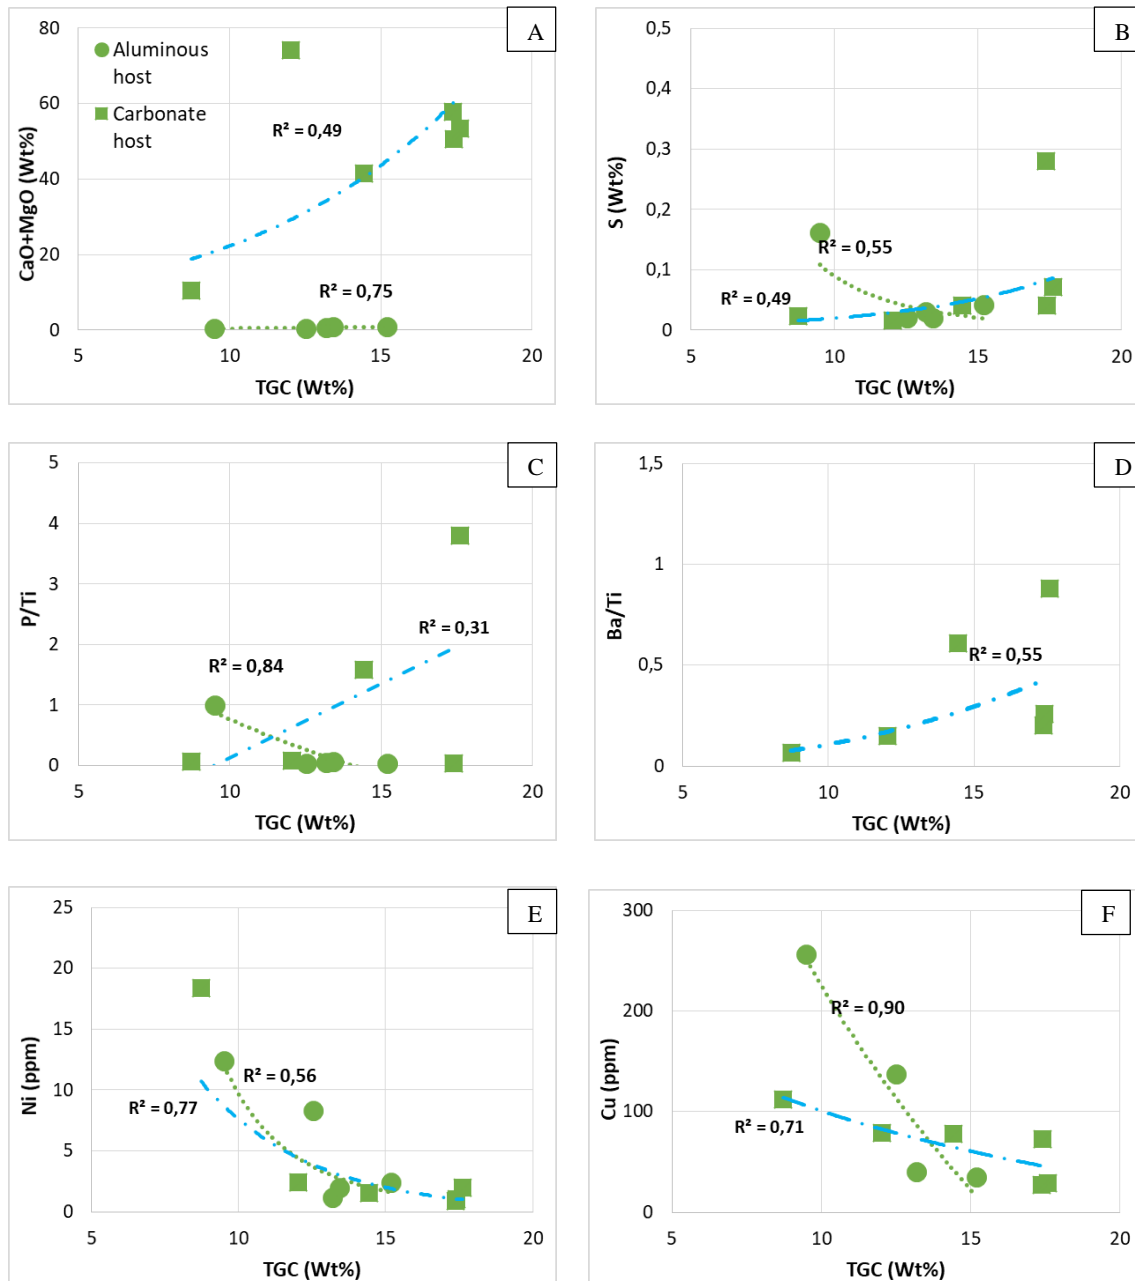 A
80
60
40
20
0
CaO+MgO (Wt%)
Aluminous
host
Carbonate
host
R² = 0,49
R² = 0,75
5 10 15 20
TGC (Wt%)
B
0,5
0,4
0,3
0,2
0,1
0
S (Wt%)
R² = 0,55
R² = 0,49
5 10 15 20
TGC (Wt%)
C
5
4
3
2
1
0
P/Ti
R² = 0,84
R² = 0,31
5 10 15 20
TGC (Wt%)
D
1,5
1
0,5
0
Ba/Ti
R² = 0,55
5 10 15 20
TGC (Wt%)
E
25
20
15
10
5
0
Ni (ppm)
R² = 0,56
R² = 0,77
5 10 15 20
TGC (Wt%)
F
300
200
100
0
Cu (ppm)
R² = 0,90
R² = 0,71
5 10 15 20
TGC (Wt%)